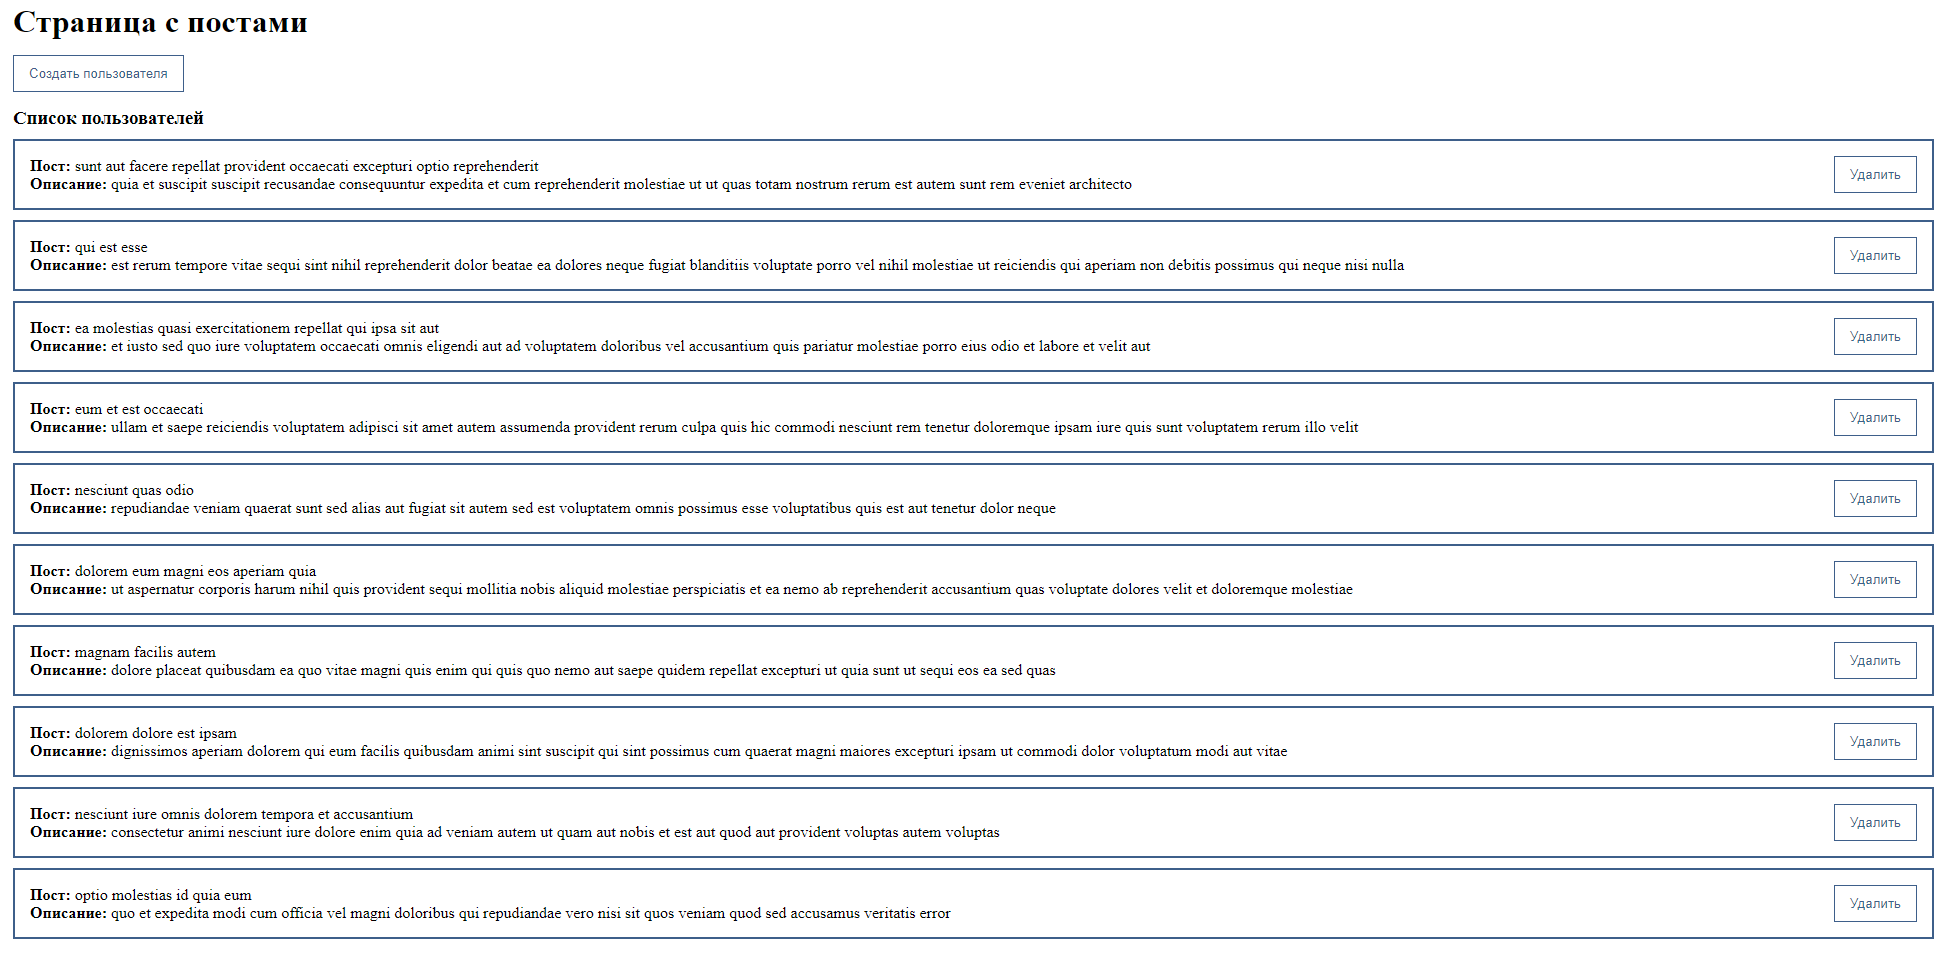 Страница с постами
Создать пользователя
Список пользователей
Пост: sunt aut facere repellat provident occaecati excepturi optio reprehenderit
Описание: quia et suscipit suscipit recusandae consequuntur expedita et cum reprehenderit molestiae ut ut quas totam nostrum rerum est autem sunt rem eveniet architecto
Удалить
Пост: qui est esse
Описание: est rerum tempore vitae sequi sint nihil reprehenderit dolor beatae ea dolores neque fugiat blanditiis voluptate porro vel nihil molestiae ut reiciendis qui aperiam non debitis possimus qui neque nisi nulla
Удалить
Пост: ea molestias quasi exercitationem repellat qui ipsa sit aut
Описание: et iusto sed quo iure voluptatem occaecati omnis eligendi aut ad voluptatem doloribus vel accusantium quis pariatur molestiae porro eius odio et labore et velit aut
Удалить
Пост: eum et est occaecati
Описание: ullam et saepe reiciendis voluptatem adipisci sit amet autem assumenda provident rerum culpa quis hic commodi nesciunt rem tenetur doloremque ipsam iure quis sunt voluptatem rerum illo velit
Удалить
Пост: nesciunt quas odio
Описание: repudiandae veniam quaerat sunt sed alias aut fugiat sit autem sed est voluptatem omnis possimus esse voluptatibus quis est aut tenetur dolor neque
Удалить
Пост: dolorem eum magni eos aperiam quia
Описание: ut aspernatur corporis harum nihil quis provident sequi mollitia nobis aliquid molestiae perspiciatis et ea nemo ab reprehenderit accusantium quas voluptate dolores velit et doloremque molestiae
Удалить
Пост: magnam facilis autem
Описание: dolore placeat quibusdam ea quo vitae magni quis enim qui quis quo nemo aut saepe quidem repellat excepturi ut quia sunt ut sequi eos ea sed quas
Удалить
Пост: dolorem dolore est ipsam
Описание: dignissimos aperiam dolorem qui eum facilis quibusdam animi sint suscipit qui sint possimus cum quaerat magni maiores excepturi ipsam ut commodi dolor voluptatum modi aut vitae
Удалить
Пост: nesciunt iure omnis dolorem tempora et accusantium
Описание: consectetur animi nesciunt iure dolore enim quia ad veniam autem ut quam aut nobis et est aut quod aut provident voluptas autem voluptas
Удалить
Пост: optio molestias id quia eum
Описание: quo et expedita modi cum officia vel magni doloribus qui repudiandae vero nisi sit quos veniam quod sed accusamus veritatis error
Удалить